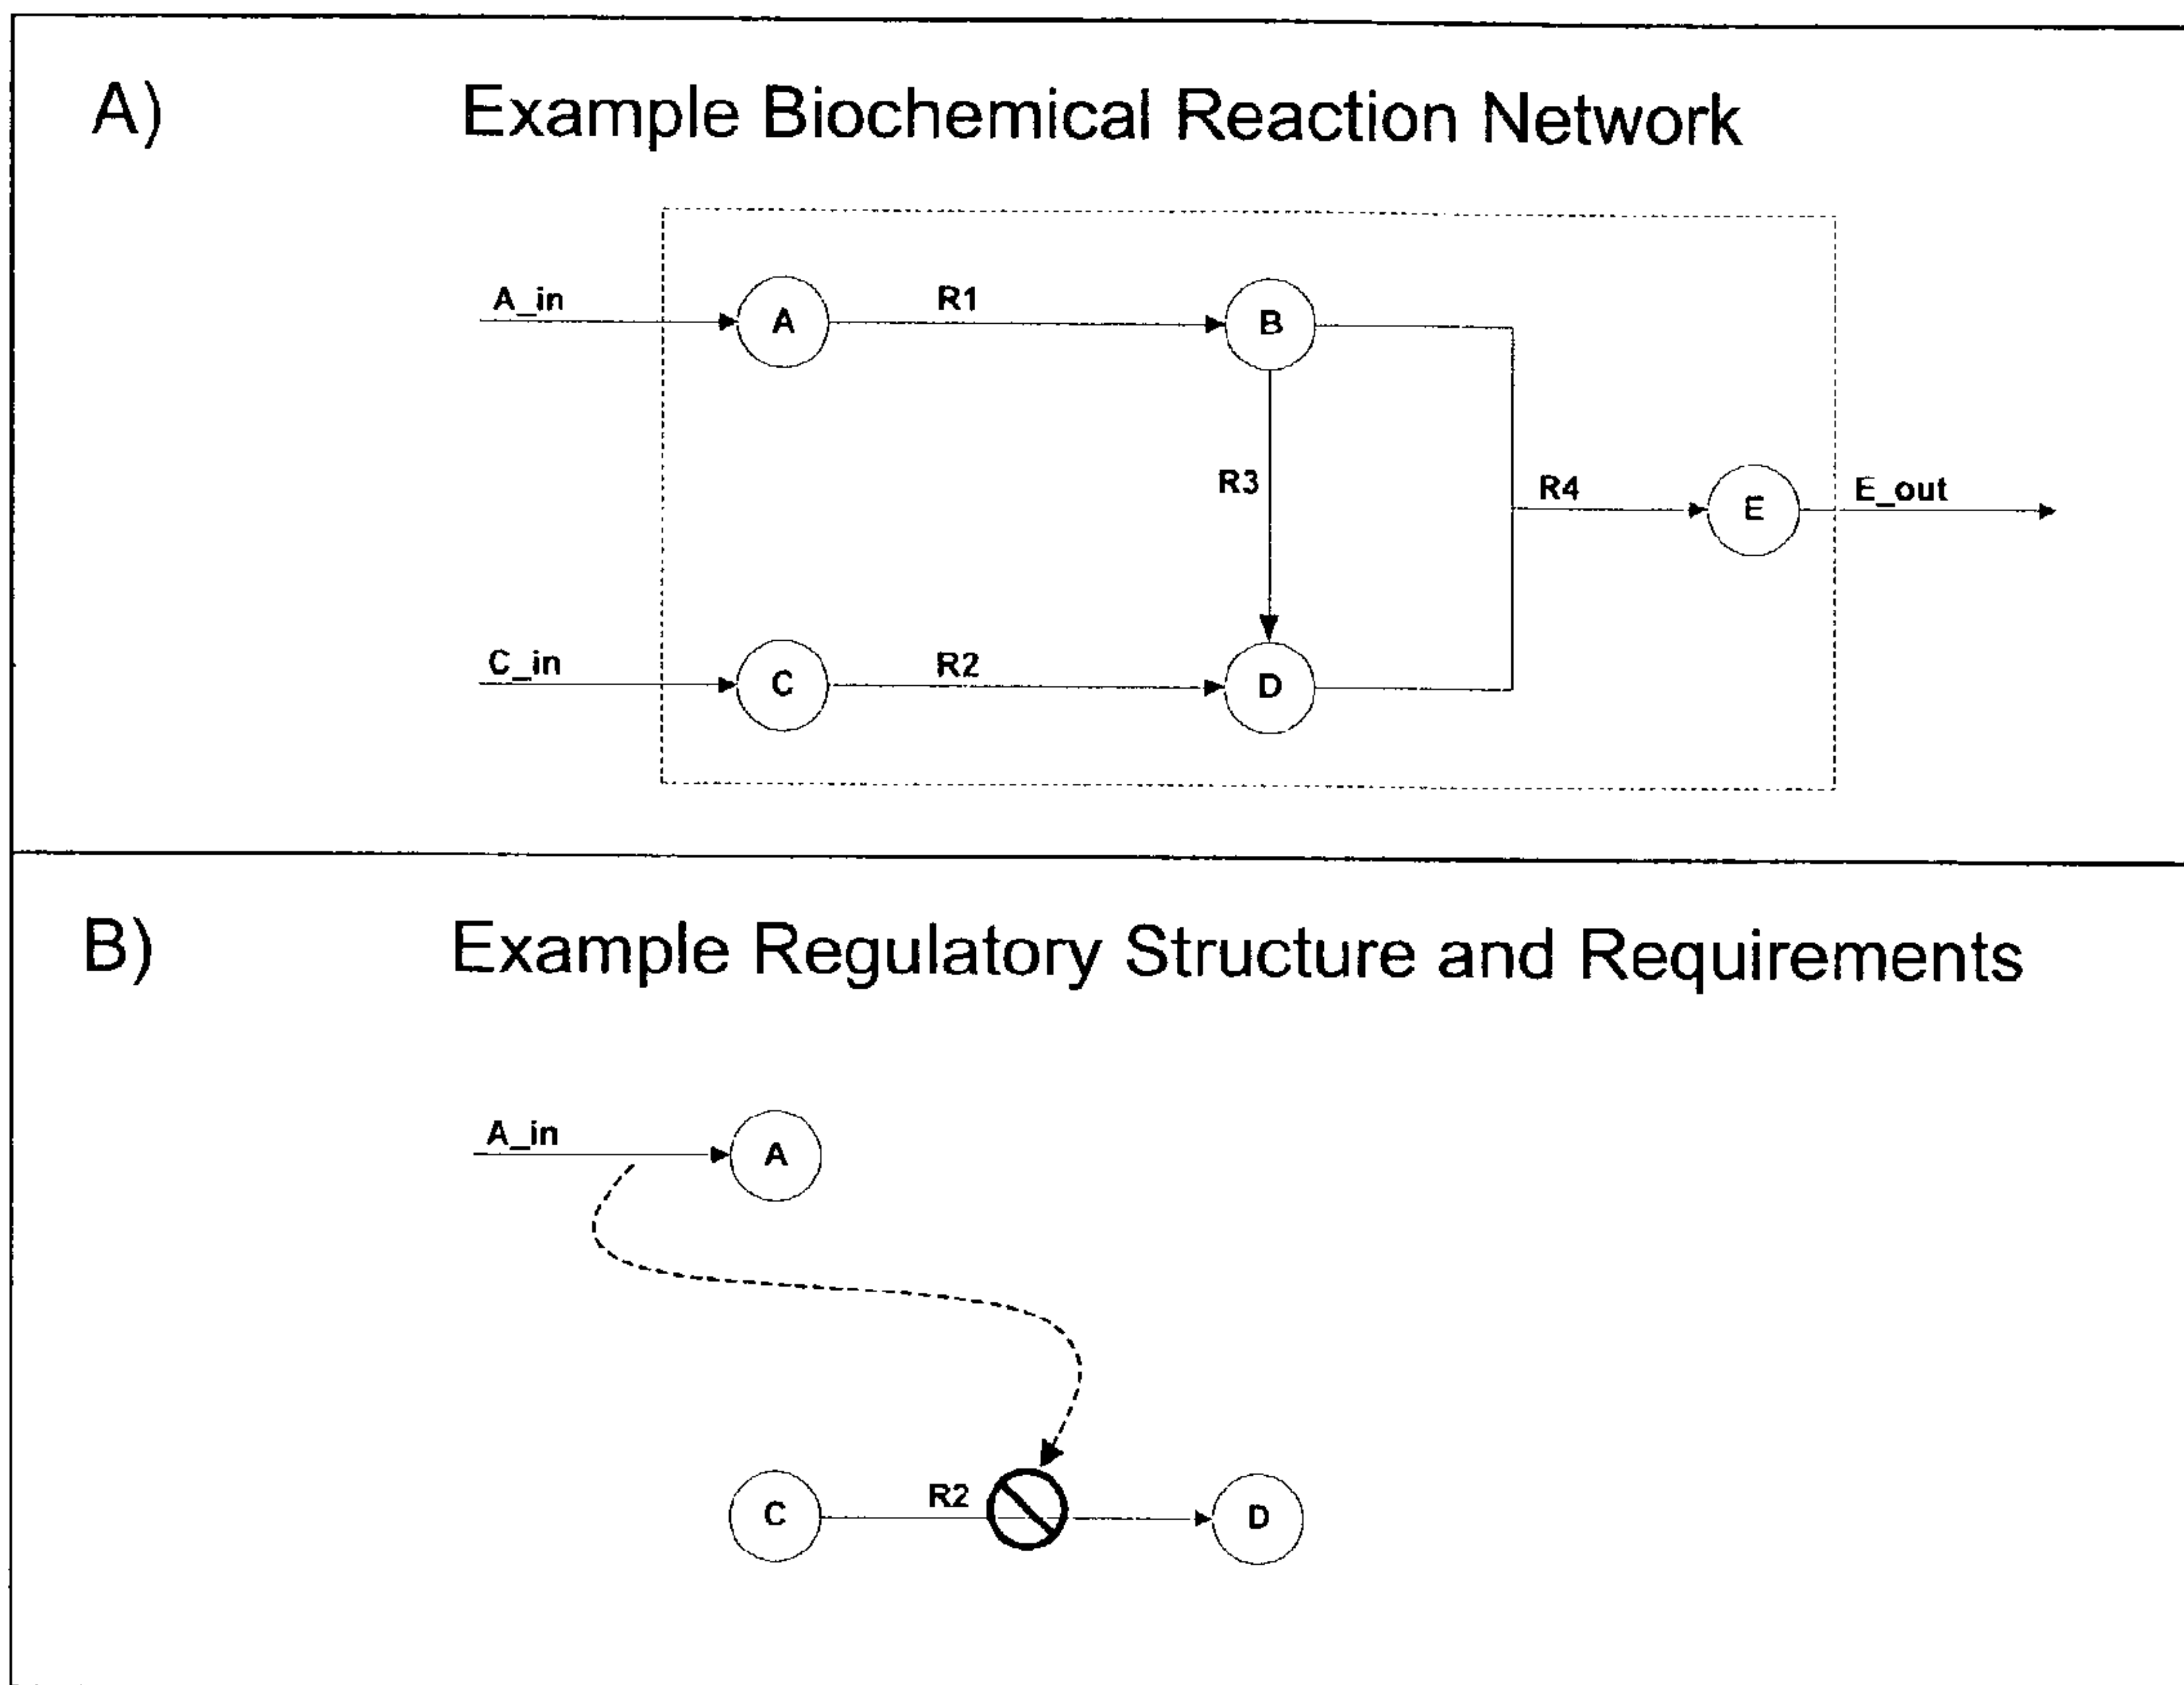 A) Example Biochemical Reaction Network
A_in
A
R1
B
R3
R4
E
E_out
C_in
C
R2
D
B) Example Regulatory Structure and Requirements
A_in
A
C
R2
D